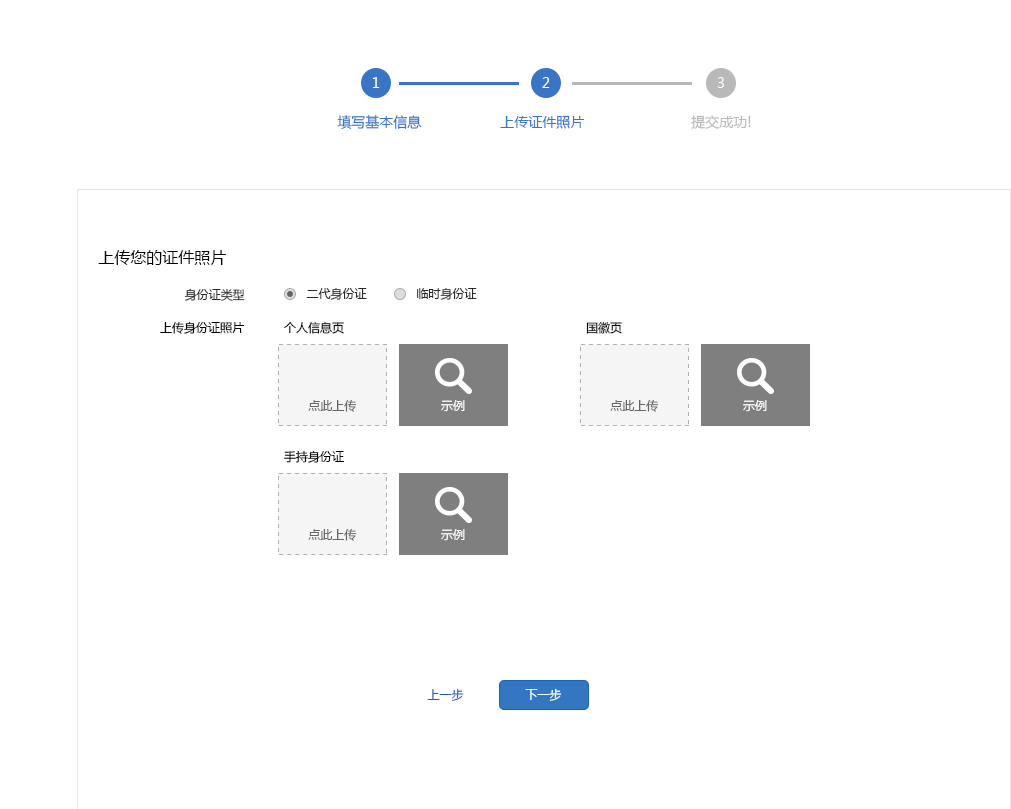 1 2 3
填写基本信息 上传证件照片 提交成功!
上传您的证件照片
身份证类型 二代身份证 临时身份证
上传身份证照片 个人信息页 国徽页
点此上传 示例 点此上传 示例
手持身份证
点此上传 示例
上一步 下一步